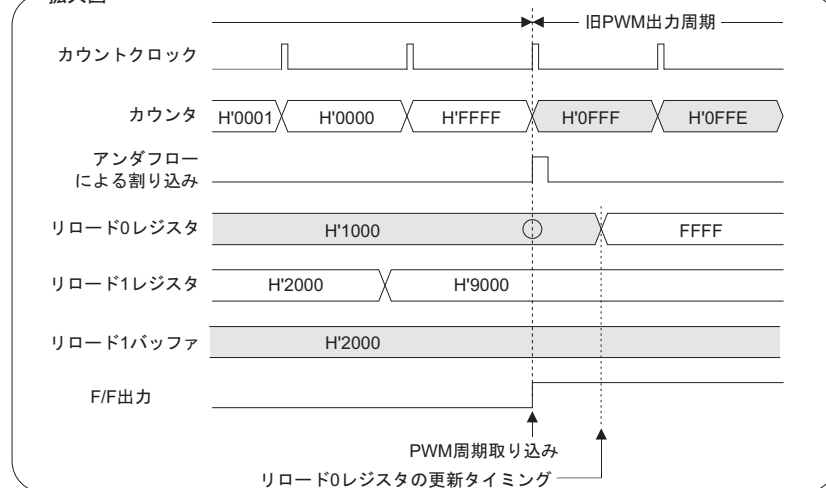 拡大図
旧PWM出力周期
カウントクロック
カウンタ H'0001 H'0000 H'FFFF H'0FFF H'0FFE
アンダフロー
による割り込み
リロード0レジスタ H'1000 FFFF
リロード1レジスタ H'2000 H'9000
リロード1バッファ H'2000
F/F出力
PWM周期取り込み
リロード0レジスタの更新タイミング